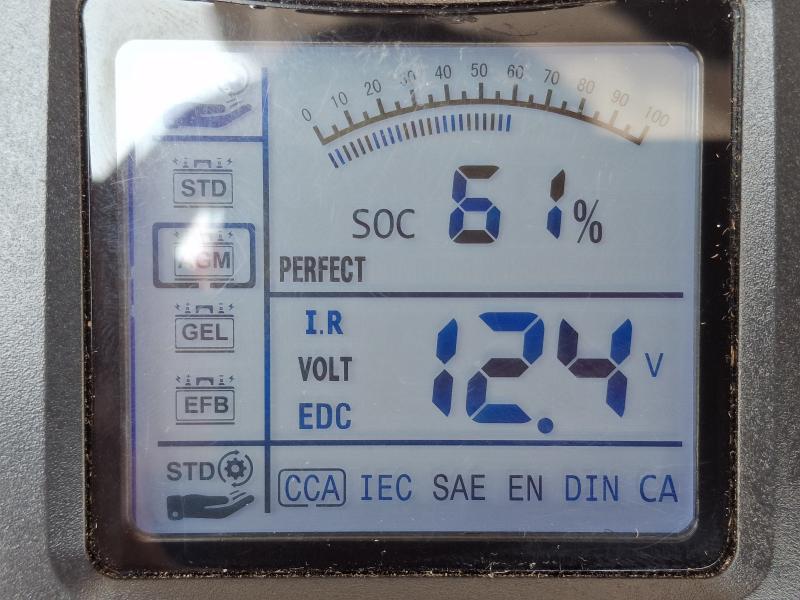 0 10 20 30 40 50 60 70 80 90 100
STD
SOC 61%
AGM
PERFECT
GEL
I.R
VOLT
12.4 V
EFB
EDC
STD
CCA IEC SAE EN DIN CA